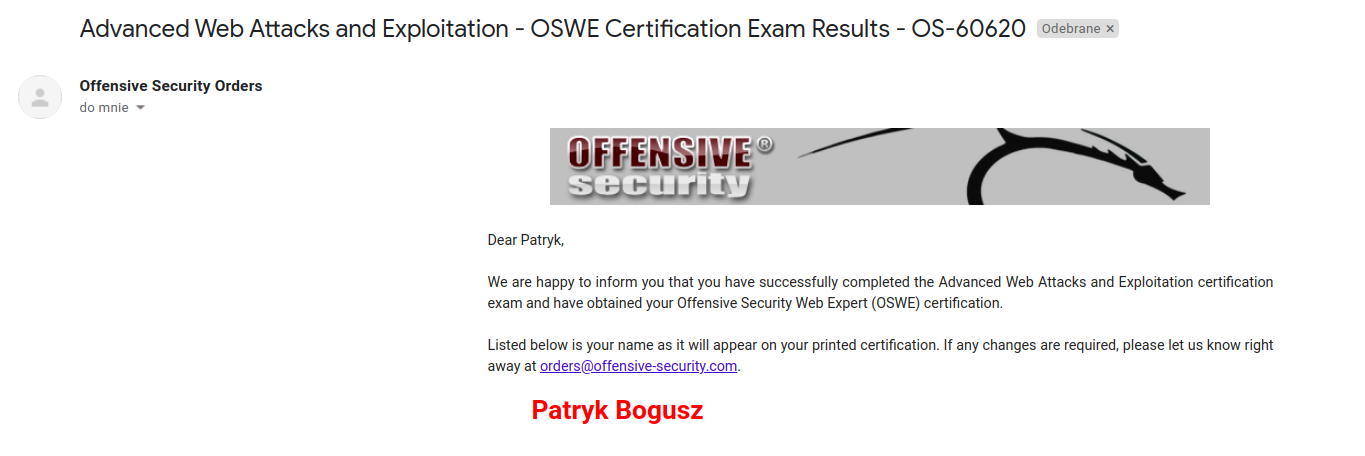 Advanced Web Attacks and Exploitation - OSWE Certification Exam Results - OS-60620 Odebrane ×
Offensive Security Orders
do mnie
OFFENSIVE®
security
Dear Patryk,
We are happy to inform you that you have successfully completed the Advanced Web Attacks and Exploitation certification
exam and have obtained your Offensive Security Web Expert (OSWE) certification.
Listed below is your name as it will appear on your printed certification. If any changes are required, please let us know right
away at orders@offensive-security.com.
Patryk Bogusz